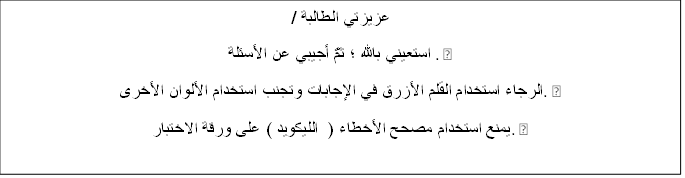 عزيزتي الطالبة /
. استعيني بالله ؛ ثمّ أجيبي عن الأسئلة
.الرجاء استخدام القلم الأزرق في الإجابات وتجنب استخدام الألوان الأخرى
.يمنع استخدام مصحح الأخطاء ( الليكويد ) على ورقة الاختبار